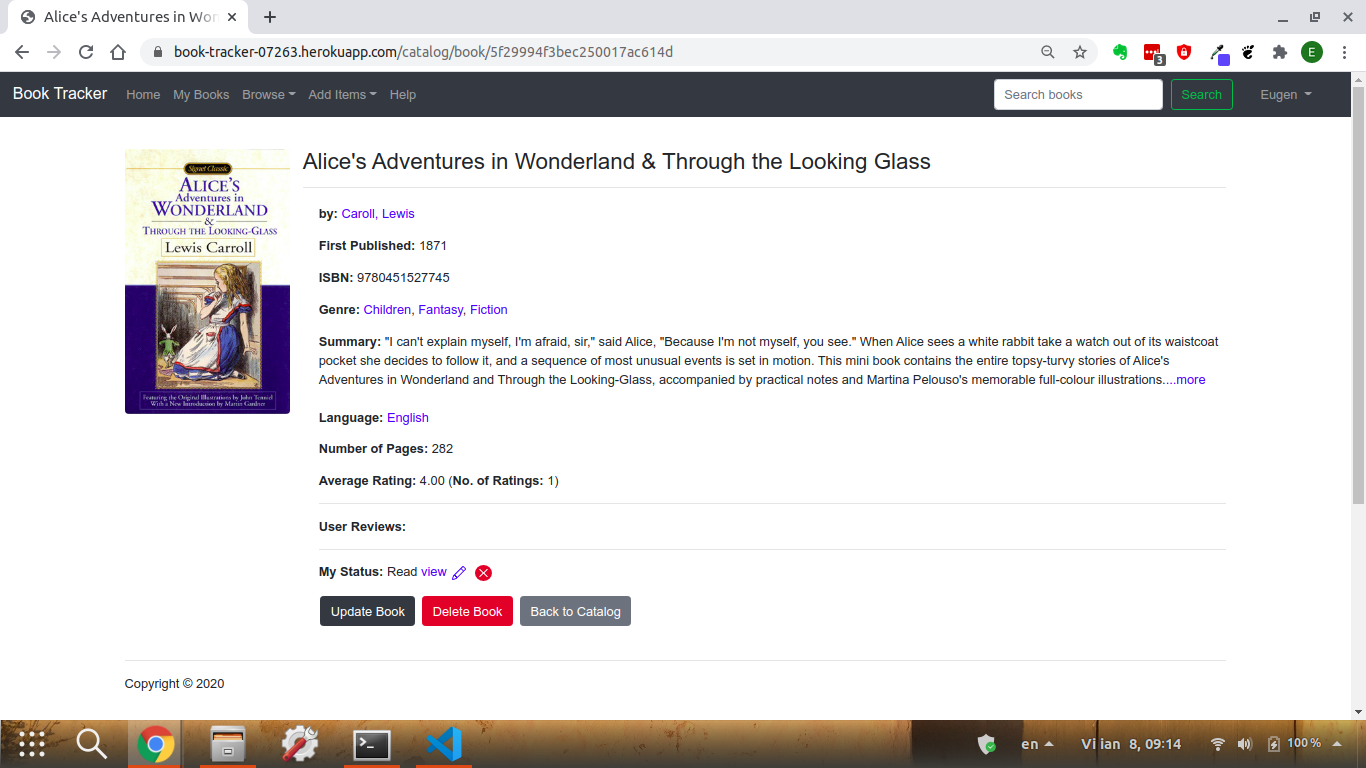 Alice's Adventures in Wor
book-tracker-07263.herokuapp.com/catalog/book/5f29994f3bec250017ac614d
3
E
Book Tracker Home My Books Browse Add Items Help Search books Search Eugen
Signet Classic
ALICE'S
Adventures in
WONDERLAND
&
THROUGH THE LOOKING-GLASS
Lewis Carroll
Featuring the Original Illustrations by John Tenniel
With a New Introduction by Martin Gardner
Alice's Adventures in Wonderland & Through the Looking Glass
by: Caroll, Lewis
First Published: 1871
ISBN: 9780451527745
Genre: Children, Fantasy, Fiction
Summary: "I can't explain myself, I'm afraid, sir," said Alice, "Because I'm not myself, you see." When Alice sees a white rabbit take a watch out of its waistcoat
pocket she decides to follow it, and a sequence of most unusual events is set in motion. This mini book contains the entire topsy-turvy stories of Alice's
Adventures in Wonderland and Through the Looking-Glass, accompanied by practical notes and Martina Pelouso's memorable full-colour illustrations....more
Language: English
Number of Pages: 282
Average Rating: 4.00 (No. of Ratings: 1)
User Reviews:
My Status: Read view
Update Book Delete Book Back to Catalog
Copyright © 2020
en Vi ian 8, 09:14 100 %